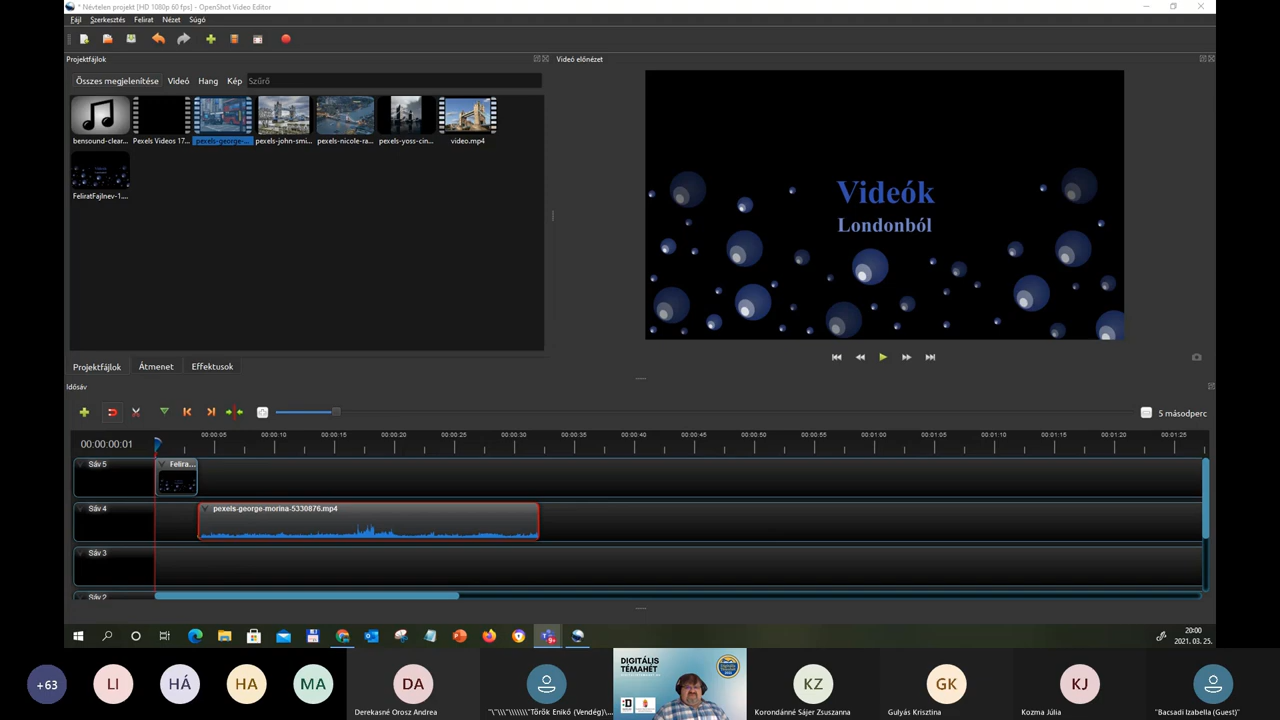 * Névtelen projekt [HD 1080p 60 fps] - OpenShot Video Editor
Fájl Szerkesztés Felirat Nézet Súgó
Projektfájlok
Videó előnézet
Összes megjelenítése Videó Hang Kép Szűrő
bensound-clear... Pexels Videos 17... pexels-george-... pexels-john-smi... pexels-nicole-ra... pexels-yoss-cin... video.mp4
FeliratFajlnev-1....
Videók
Londonból
Projektfájlok Átmenet Effektusok
Idősáv
5 másodperc
00:00:00:01
00:00:05 00:00:10 00:00:15 00:00:20 00:00:25 00:00:30 00:00:40 00:00:45 00:00:50 00:00:55 00:01:00 00:01:05 00:01:10 00:01:20 00:01:25
Sáv 5 Felira...
Sáv 4 pexels-george-morina-5330876.mp4
Sáv 3
Sáv 2
20:00
2021. 03. 25.
+63 LI HÁ HA MA DA KZ GK KJ
DIGITÁLIS
TÉMAHÉT
Derekasné Orosz Andrea
"\"\\\"\\\\\\\"Török Enikő (Vendég)\...
Korondánné Sájer Zsuzsanna
Gulyás Krisztina
Kozma Júlia
"Bacsadi Izabella (Guest)"